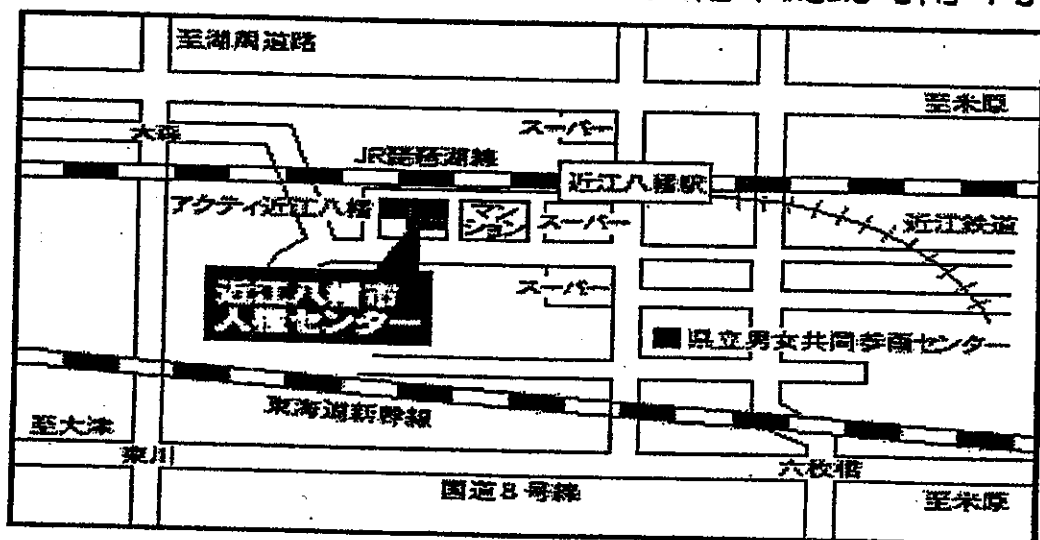 至湖周道路
至米原
スーパー
大森
JR琵琶湖線
近江八幡駅
アクティ近江八幡
マンション
スーパー
近江鉄道
近江八幡市
人権センター
スーパー
県立男女共同参画センター
東海道新幹線
至大津
東川
六枚橋
国道8号線
至米原